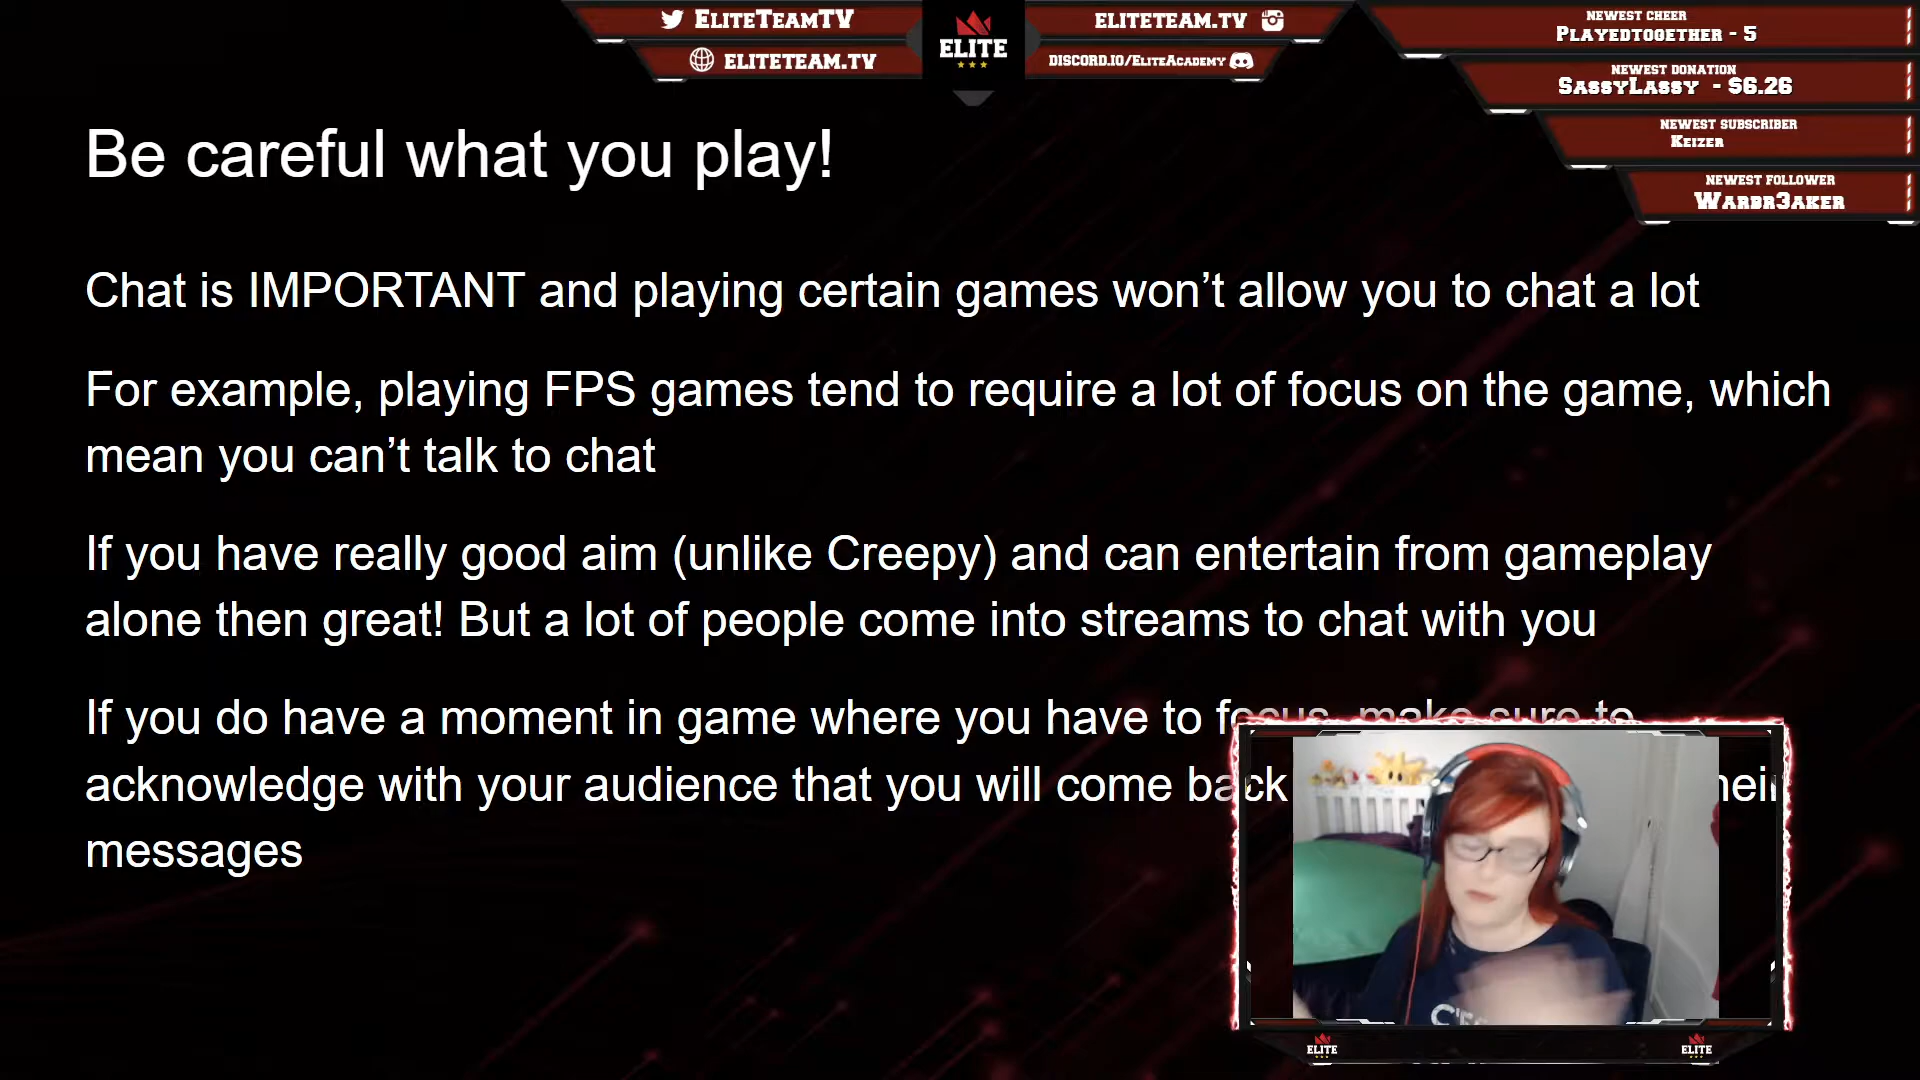 EliteTeamTV
eliteteam.tv
eliteteam.tv
discord.io/EliteAcademy
ELITE
Newest Cheer
Playedtogether - 5
Newest Donation
SassyLassy - $6.26
Newest Subscriber
Keizer
Newest Follower
Warbr3aker
Be careful what you play!
Chat is IMPORTANT and playing certain games won’t allow you to chat a lot
For example, playing FPS games tend to require a lot of focus on the game, which
mean you can’t talk to chat
If you have really good aim (unlike Creepy) and can entertain from gameplay
alone then great! But a lot of people come into streams to chat with you
If you do have a moment in game where you have to focus, make sure to
acknowledge with your audience that you will come back
messages
ELITE
ELITE